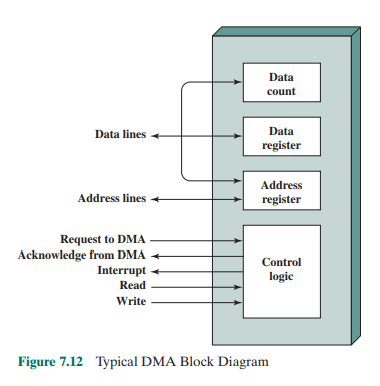 Data
count
Data lines
Data
register
Address lines
Address
register
Request to DMA
Acknowledge from DMA
Interrupt
Read
Write
Control
logic
Figure 7.12 Typical DMA Block Diagram